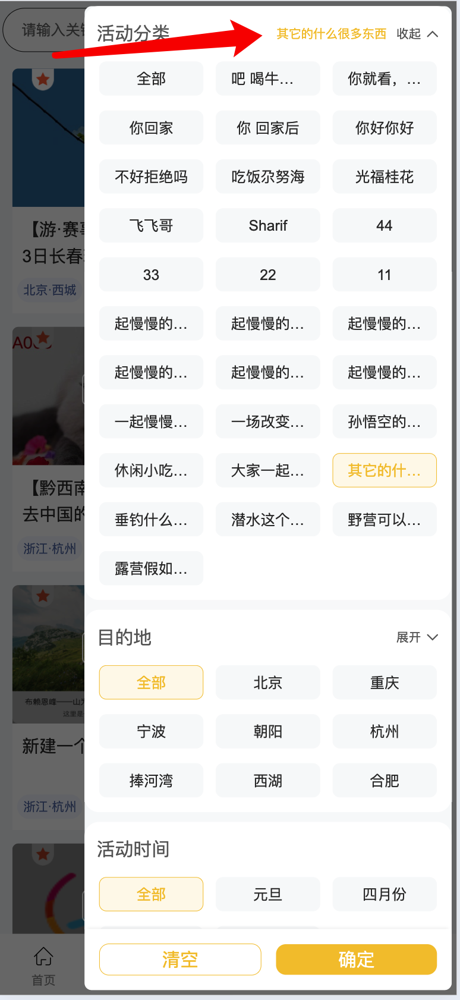 请输入关
活动分类
其它的什么很多东西 收起
全部 吧 喝牛... 你就看，...
你回家 你 回家后 你好你好
不好拒绝吗 吃饭尕努海 光福桂花
飞飞哥 Sharif 44
33 22 11
起慢慢的... 起慢慢的... 起慢慢的...
起慢慢的... 起慢慢的... 起慢慢的...
一起慢慢... 一场改变... 孙悟空的...
休闲小吃... 大家一起... 其它的什...
垂钓什么... 潜水这个... 野营可以...
露营假如...
目的地 展开
全部 北京 重庆
宁波 朝阳 杭州
捧河湾 西湖 合肥
活动时间
全部 元旦 四月份
清空 确定
【游·赛事
3日长春
北京·西城
A0
【黔西南
去中国的
浙江·杭州
布赖恩峰——山为
这里是
新建一个
浙江·杭州
首页